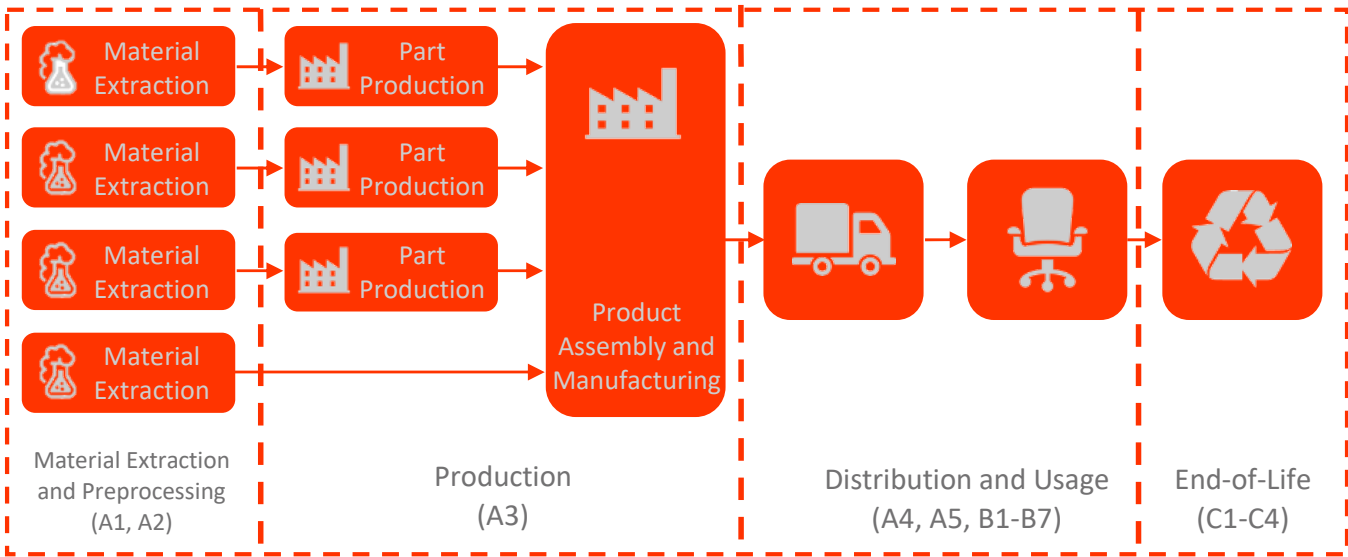 Material
Extraction
Part
Production
Material
Extraction
Part
Production
Material
Extraction
Part
Production
Material
Extraction
Product
Assembly and
Manufacturing
Material Extraction
and Preprocessing
(A1, A2)
Production
(A3)
Distribution and Usage
(A4, A5, B1-B7)
End-of-Life
(C1-C4)